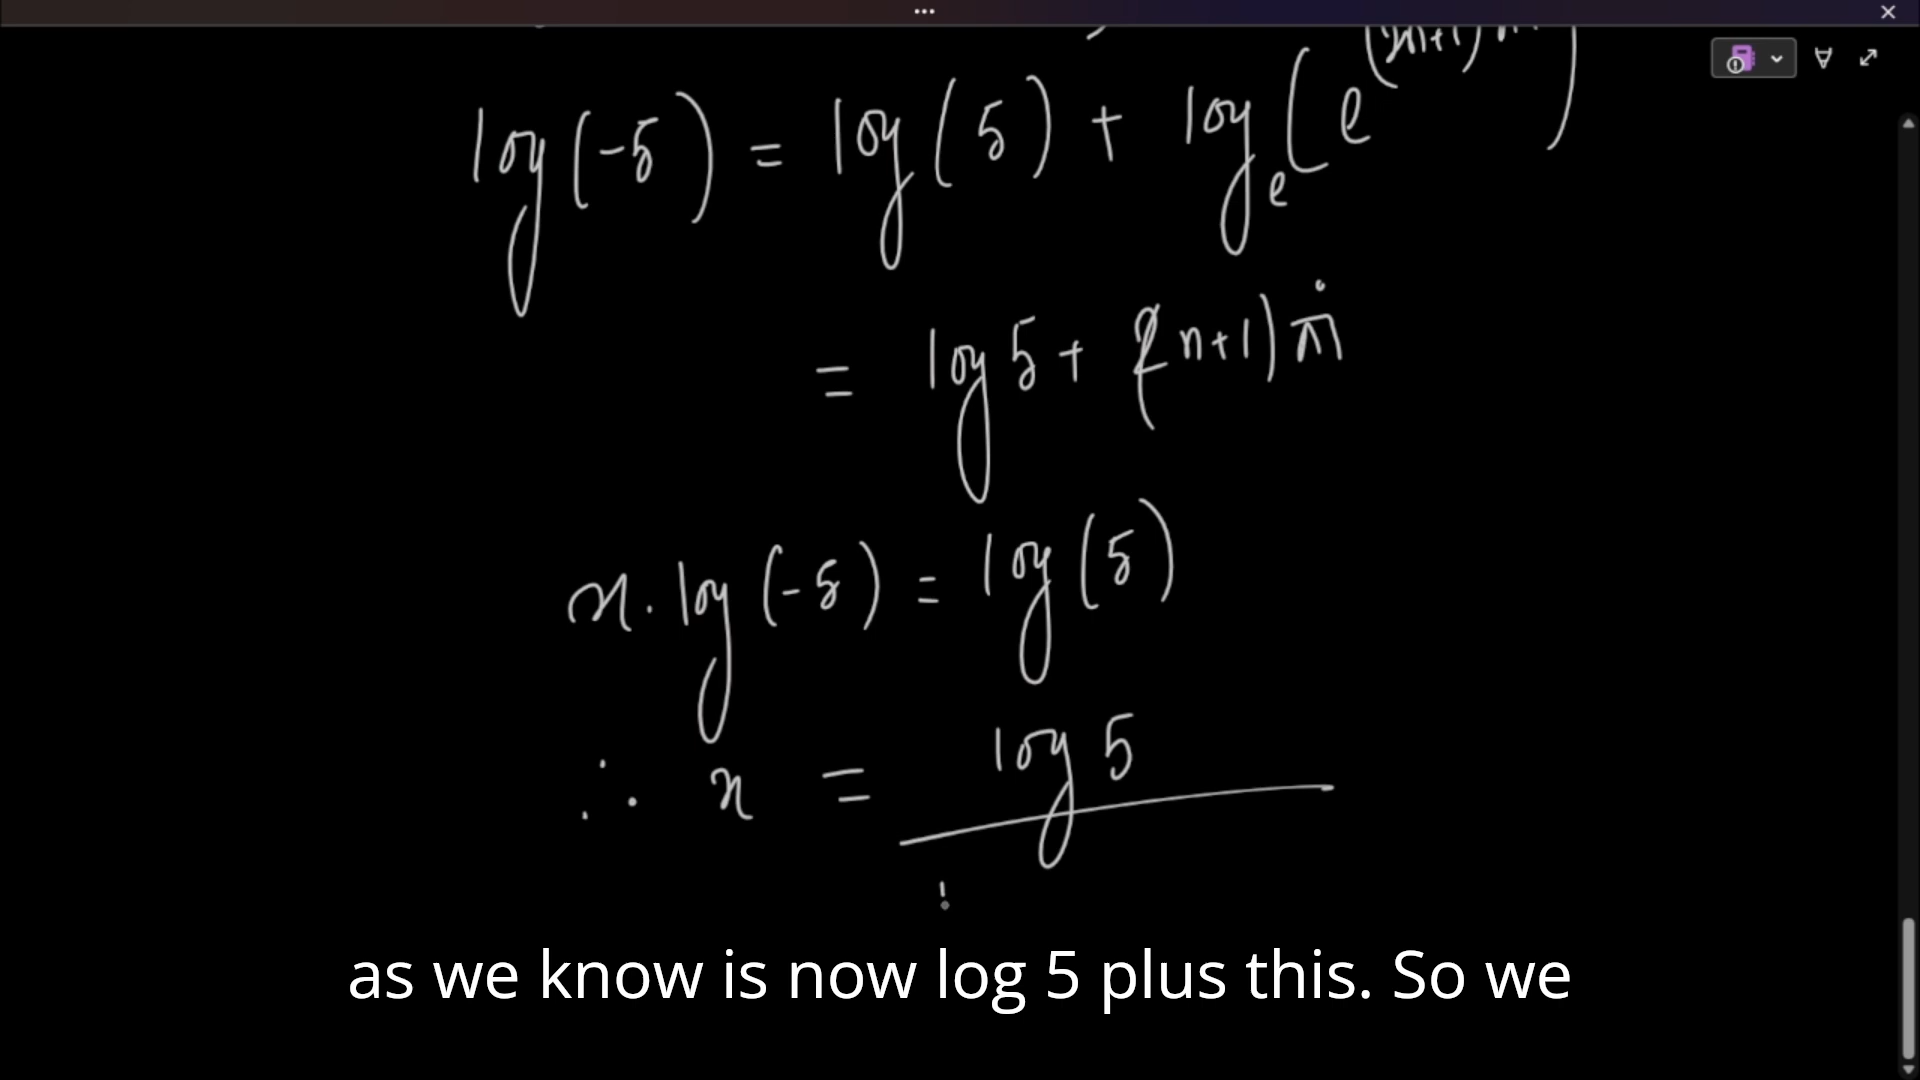 log(-5) = log(5) + log_e(e^(2n+1)πi)
= log 5 + (2n+1)πi
x. log(-5) = log(5)
∴ x = log 5
as we know is now log 5 plus this. So we